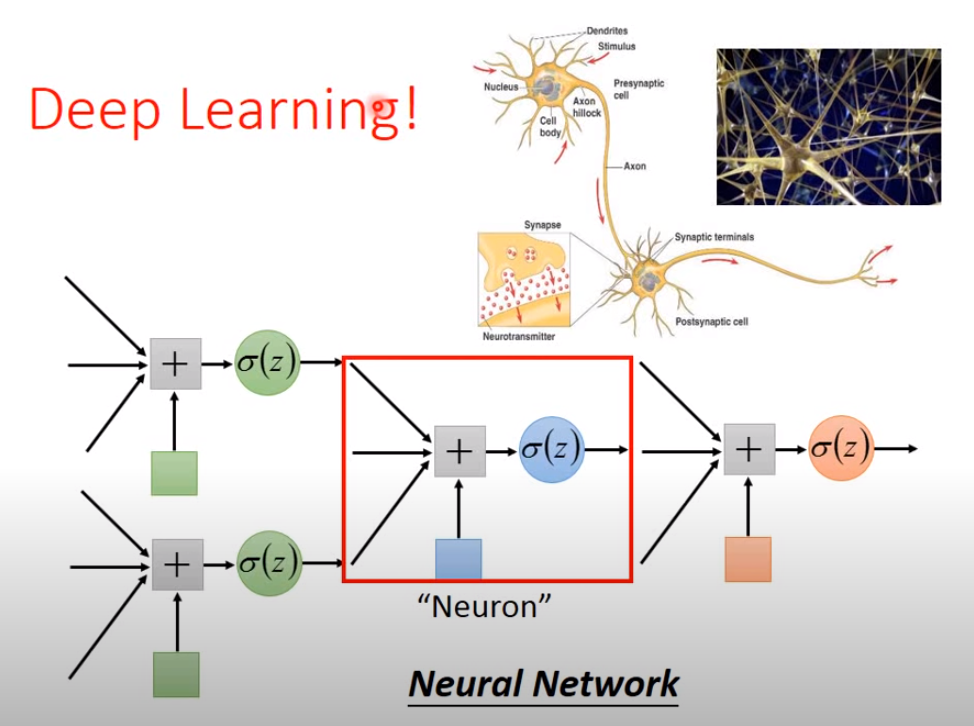 Deep Learning!
Dendrites
Stimulus
Nucleus
Presynaptic
cell
Axon
hillock
Cell
body
Axon
Synapse
Synaptic terminals
Postsynaptic cell
Neurotransmitter
+
σ(z)
+
σ(z)
+
σ(z)
+
σ(z)
“Neuron”
Neural Network